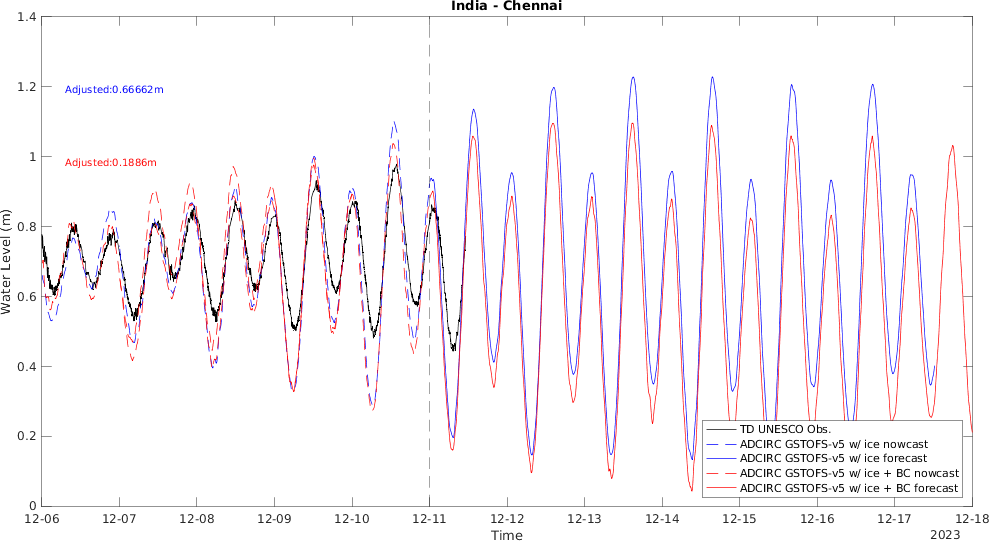 India - Chennai
1.4
1.2
1
0.8
0.6
0.4
0.2
0
Water Level (m)
Adjusted:0.66662m
Adjusted:0.1886m
TD UNESCO Obs.
ADCIRC GSTOFS-v5 w/ ice nowcast
ADCIRC GSTOFS-v5 w/ ice forecast
ADCIRC GSTOFS-v5 w/ ice + BC nowcast
ADCIRC GSTOFS-v5 w/ ice + BC forecast
12-06 12-07 12-08 12-09 12-10 12-11 12-12 12-13 12-14 12-15 12-16 12-17 12-18
Time
2023